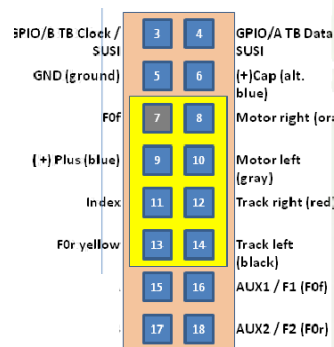 GPIO/B TB Clock / 3 4 GPIO/A TB Data
SUSI SUSI
GND (ground) 5 6 (+)Cap (alt.
blue)
F0f 7 8 Motor right (ora
(+) Plus (blue) 9 10 Motor left
(gray)
Index 11 12 Track right (red)
F0r yellow 13 14 Track left
(black)
15 16 AUX1 / F1 (F0f)
17 18 AUX2 / F2 (F0r)